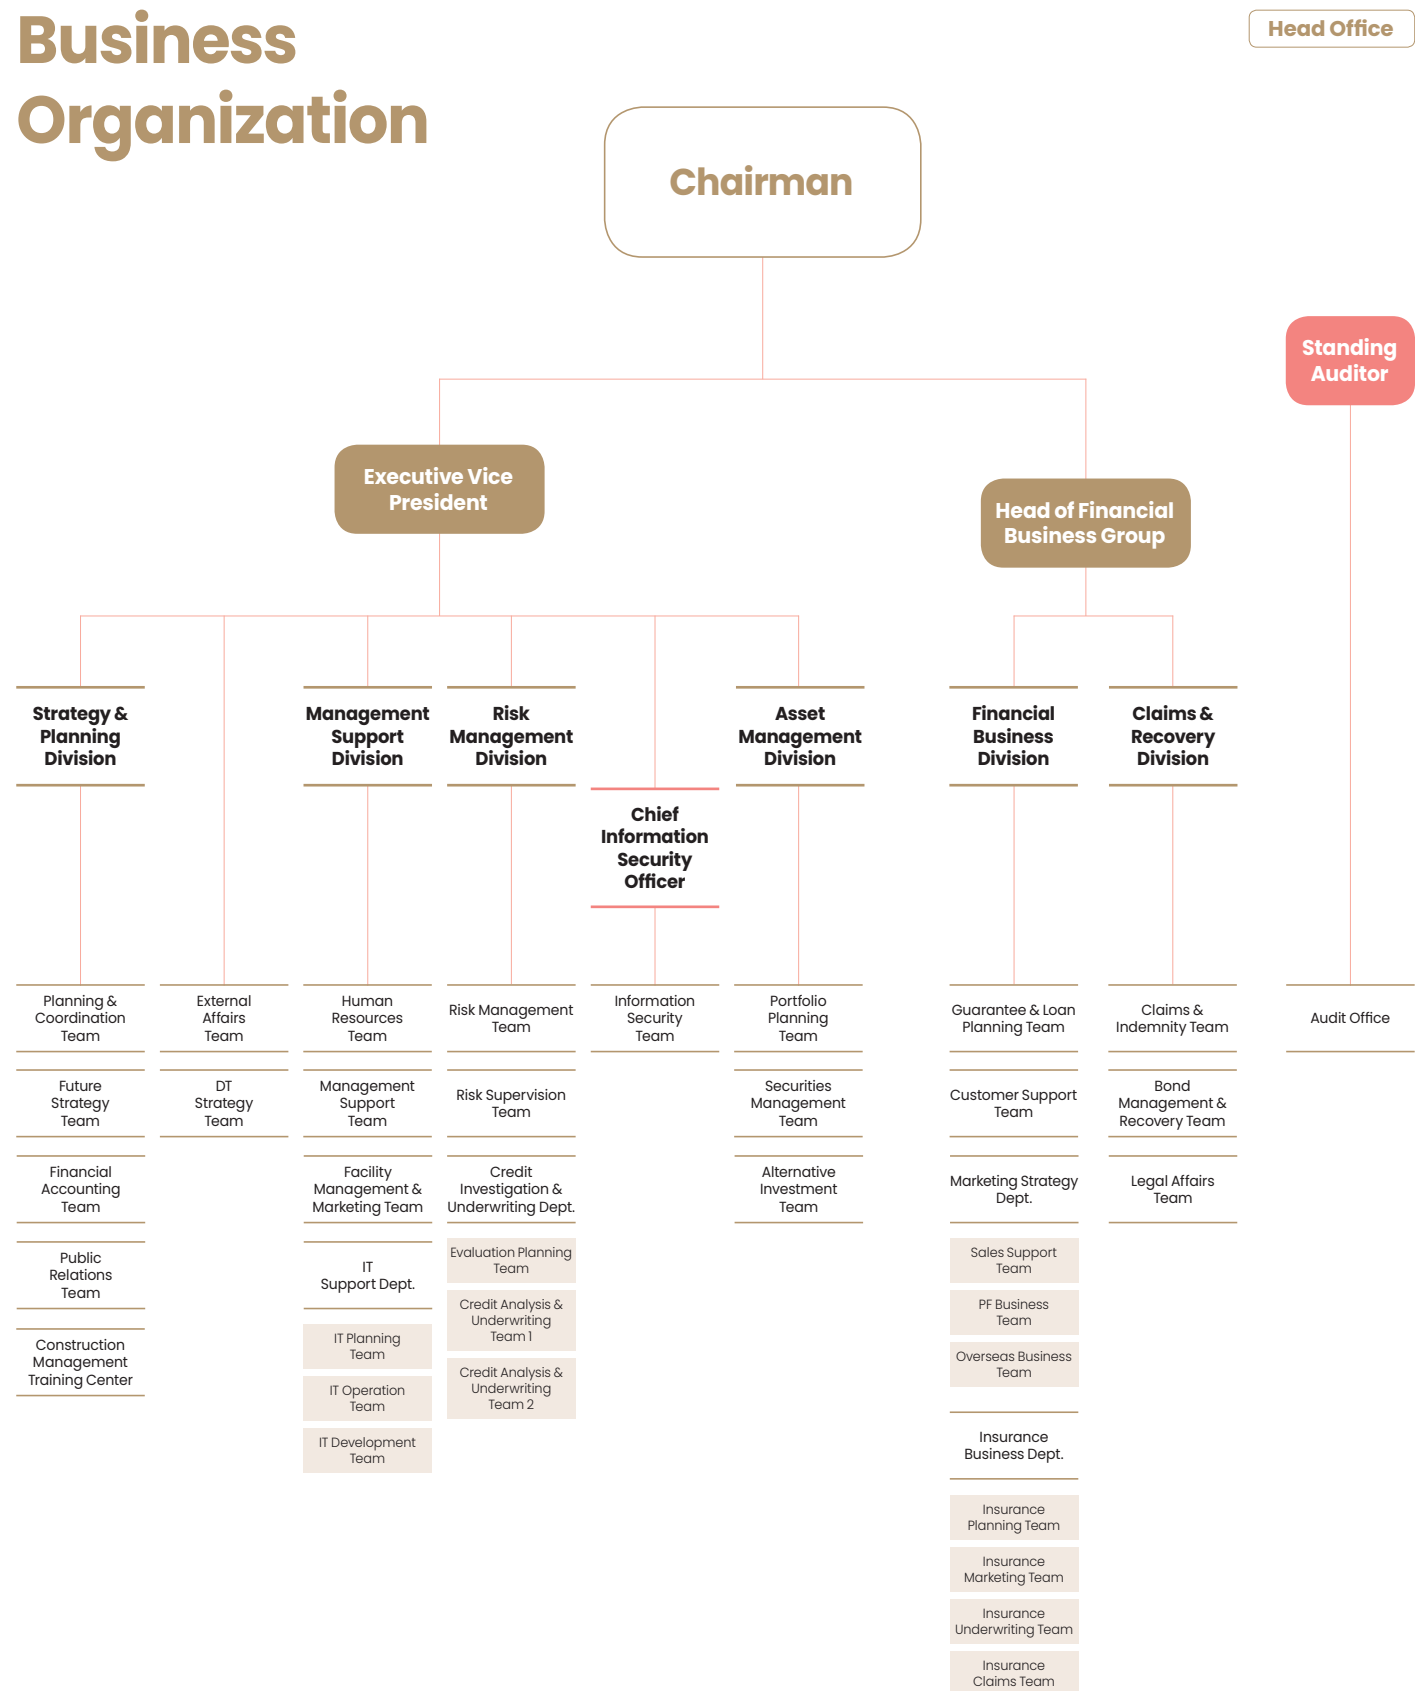 Business
Organization
Head Office
Chairman
Standing
Auditor
Executive Vice
President
Head of Financial
Business Group
Strategy &
Planning
Division
Management
Support
Division
Risk
Management
Division
Chief
Information
Security
Officer
Asset
Management
Division
Financial
Business
Division
Claims &
Recovery
Division
Planning &
Coordination
Team
Future
Strategy
Team
Financial
Accounting
Team
Public
Relations
Team
Construction
Management
Training Center
External
Affairs
Team
DT
Strategy
Team
Human
Resources
Team
Management
Support
Team
Facility
Management &
Marketing Team
IT
Support Dept.
IT Planning
Team
IT Operation
Team
IT Development
Team
Risk Management
Team
Risk Supervision
Team
Credit
Investigation &
Underwriting Dept.
Evaluation Planning
Team
Credit Analysis &
Underwriting
Team 1
Credit Analysis &
Underwriting
Team 2
Information
Security
Team
Portfolio
Planning
Team
Securities
Management
Team
Alternative
Investment
Team
Guarantee & Loan
Planning Team
Customer Support
Team
Marketing Strategy
Dept.
Sales Support
Team
PF Business
Team
Overseas Business
Team
Insurance
Business Dept.
Insurance
Planning Team
Insurance
Marketing Team
Insurance
Underwriting Team
Insurance
Claims Team
Claims &
Indemnity Team
Bond
Management &
Recovery Team
Legal Affairs
Team
Audit Office